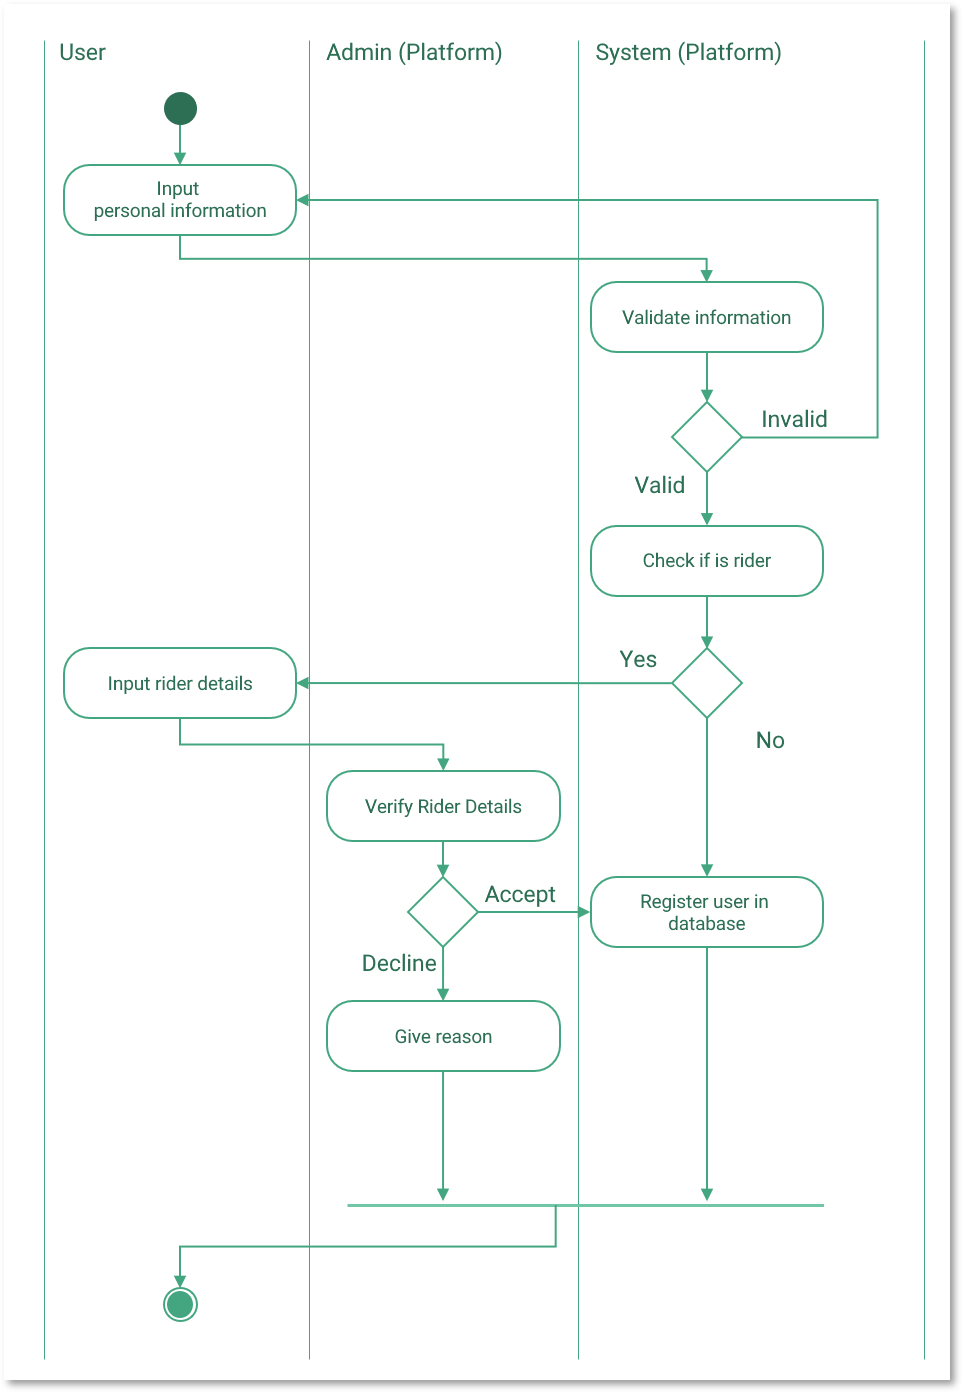 User
Admin (Platform)
System (Platform)
Input
personal information
Validate information
Invalid
Valid
Check if is rider
Yes
Input rider details
No
Verify Rider Details
Accept
Register user in
database
Decline
Give reason